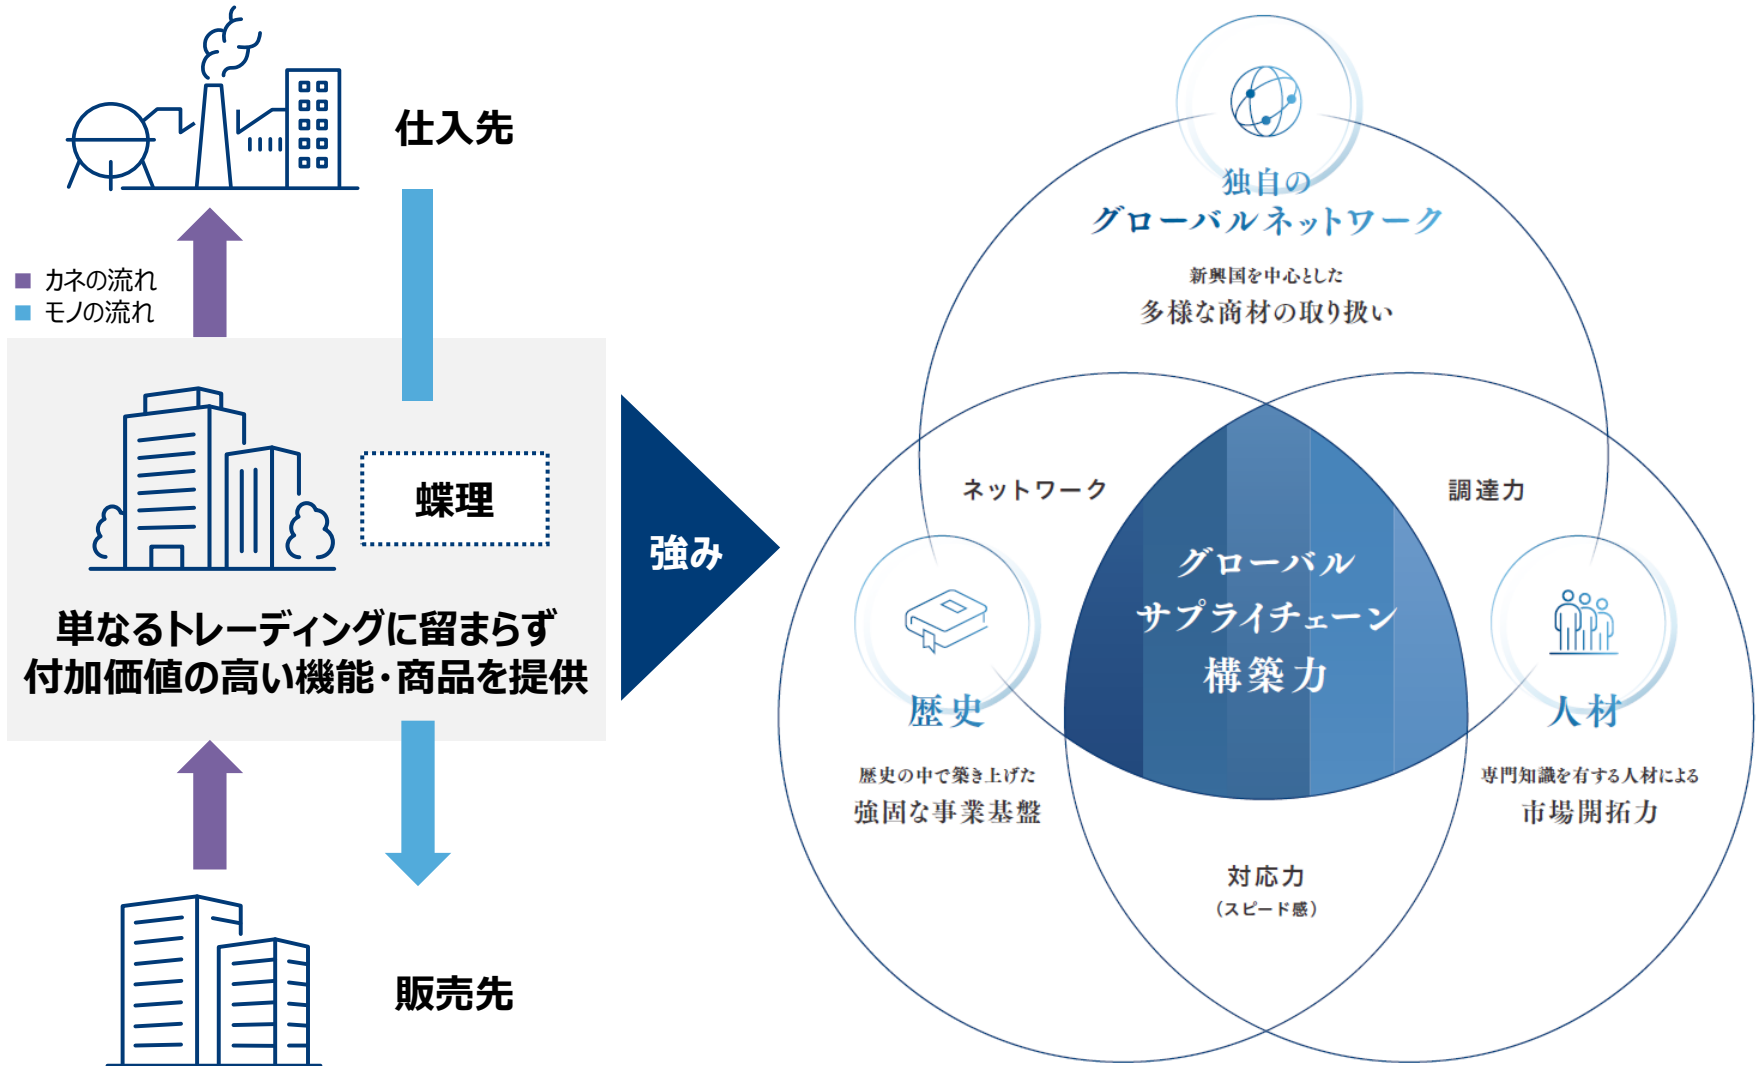 仕入先
カネの流れ
モノの流れ
蝶理
単なるトレーディングに留まらず
付加価値の高い機能・商品を提供
販売先
強み
独自の
グローバルネットワーク
新興国を中心とした
多様な商材の取り扱い
ネットワーク
調達力
グローバル
サプライチェーン
構築力
歴史
歴史の中で築き上げた
強固な事業基盤
人材
専門知識を有する人材による
市場開拓力
対応力
（スピード感）